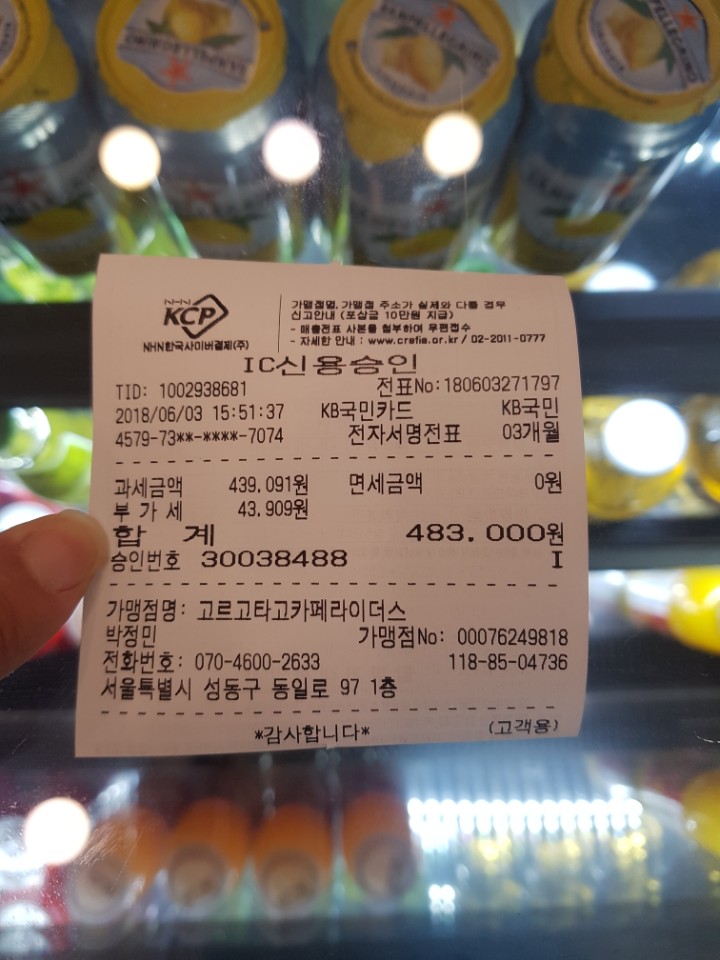 SANPELLEGRINO
SANPELLEGRINO
NHN
KCP
NHN한국사이버결제(주)
가맹점명, 가맹점 주소가 실제와 다를 경우
신고안내 (포상금 10만원 지급)
- 매출전표 사본을 첨부하여 우편접수
- 자세한 안내 : www.crefia.or.kr / 02-2011-0777
IC신용승인
TID: 1002938681 전표No:180603271797
2018/06/03 15:51:37 KB국민카드 KB국민
4579-73**-****-7074 전자서명전표 03개월
과세금액 439.091원 면세금액 0원
부 가 세 43.909원
합 계 483.000원
승인번호 30038488 I
가맹점명: 고르고타고카페라이더스
박정민 가맹점No: 00076249818
전화번호: 070-4600-2633 118-85-04736
서울특별시 성동구 동일로 97 1층
*감사합니다* (고객용)